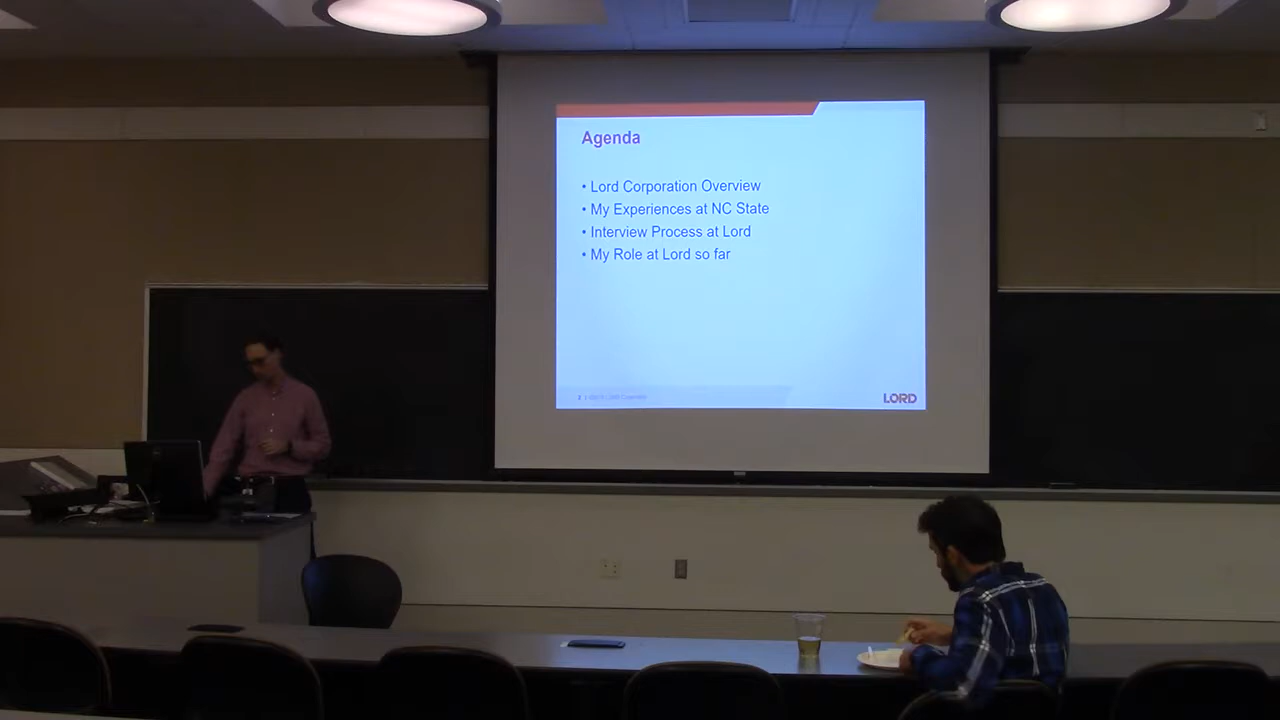 Agenda
• Lord Corporation Overview
• My Experiences at NC State
• Interview Process at Lord
• My Role at Lord so far
2
LORD